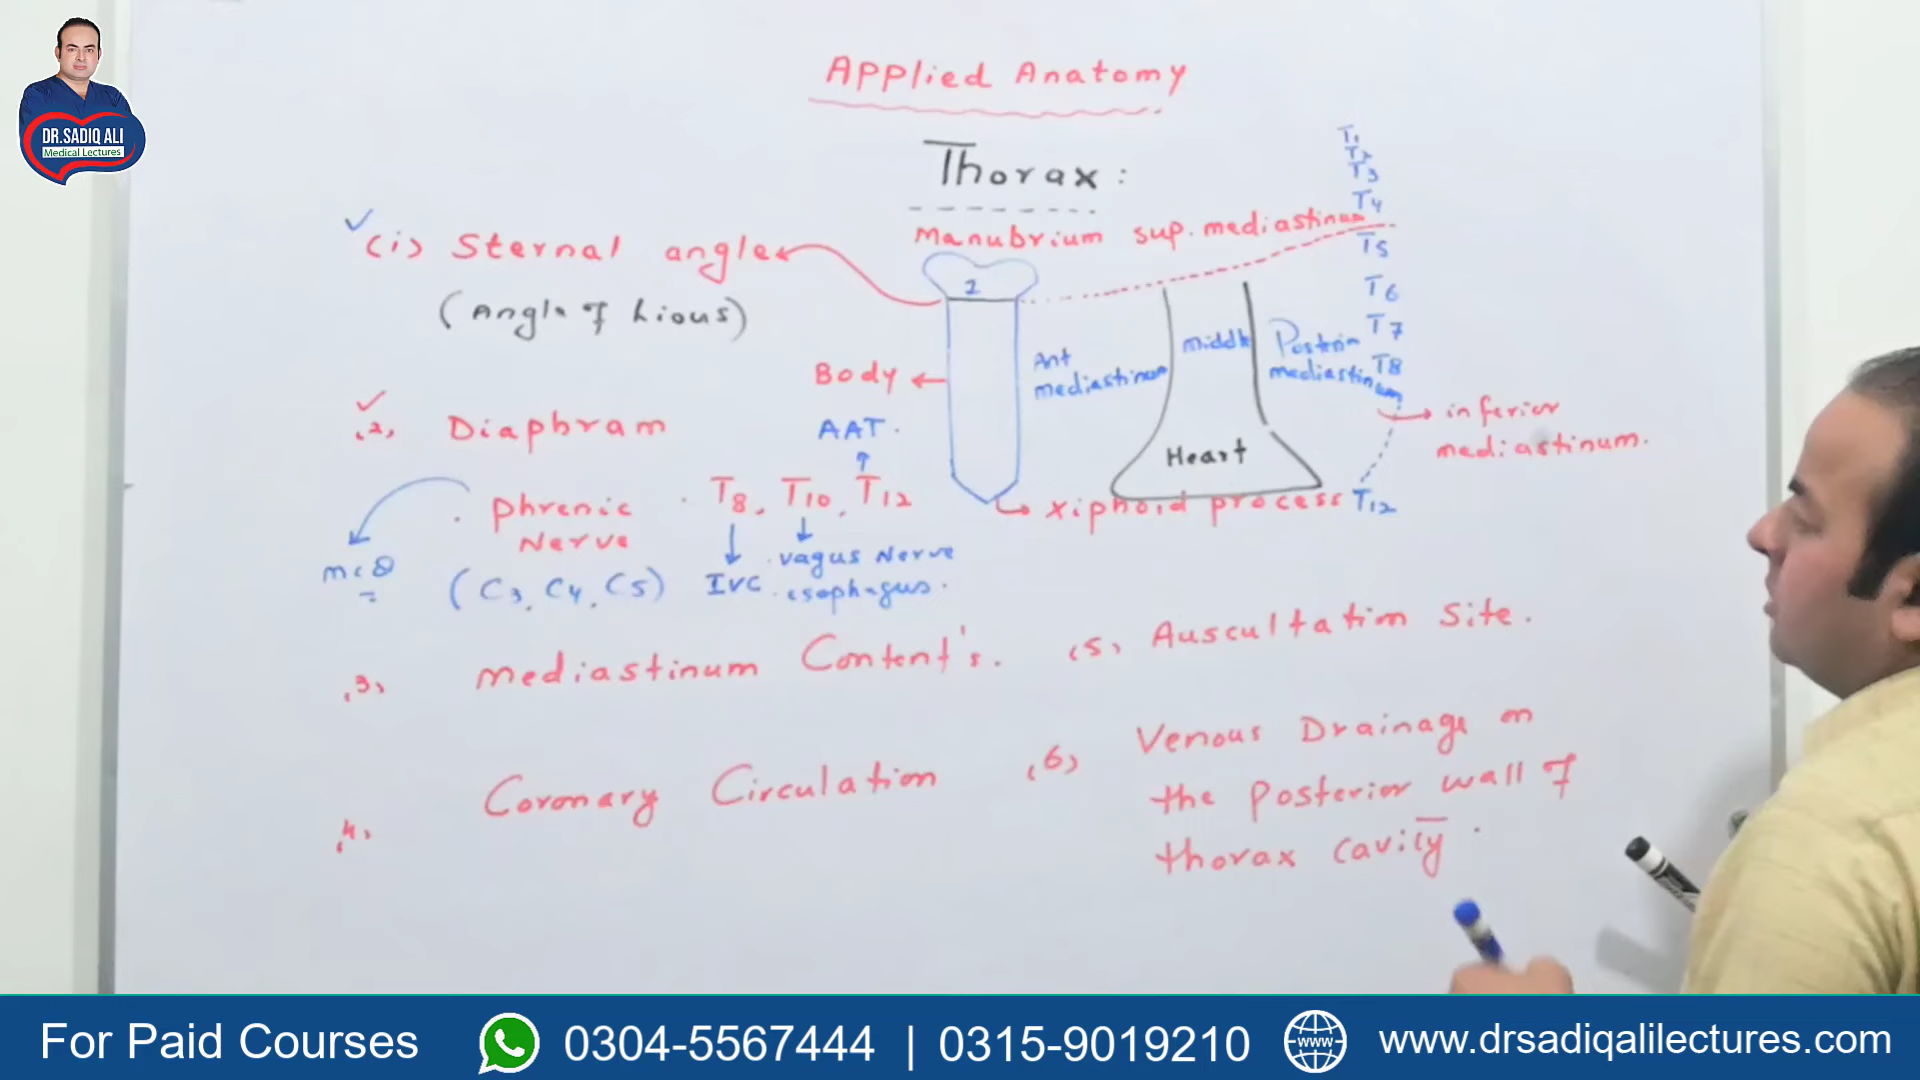 DR.SADIQ ALI
Medical Lectures
Applied Anatomy
Thorax:
Manubrium sup. mediastinum
(1) Sternal angle
(Angle of Lious)
1
Body
Ant
mediastinum
middle
Heart
T1
T2
T3
T4
T5
T6
T7
T8
T12
mediastinum
inferior
mediastinum.
xiphoid process
2, Diaphram
AAT.
T8, T10, T12
Phrenic
Nerve
McQ
(C3, C4, C5)
IVC
vagus Nerve
esophagus.
3, mediastinum Content's.
4, Coronary Circulation
(5, Auscultation Site.
(6) Venous Drainage on
the posterior wall of
thorax cavity.
For Paid Courses 0304-5567444 | 0315-9019210 www.drsadiqalilectures.com
WWW